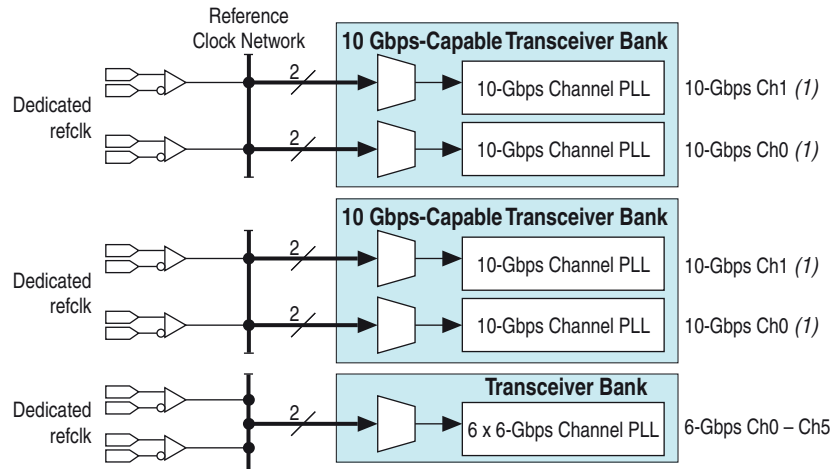 Reference
Clock Network
10 Gbps-Capable Transceiver Bank
Dedicated
refclk
2
10-Gbps Channel PLL
10-Gbps Ch1 (1)
2
10-Gbps Channel PLL
10-Gbps Ch0 (1)
10 Gbps-Capable Transceiver Bank
Dedicated
refclk
2
10-Gbps Channel PLL
10-Gbps Ch1 (1)
2
10-Gbps Channel PLL
10-Gbps Ch0 (1)
Transceiver Bank
Dedicated
refclk
2
6 x 6-Gbps Channel PLL
6-Gbps Ch0 – Ch5